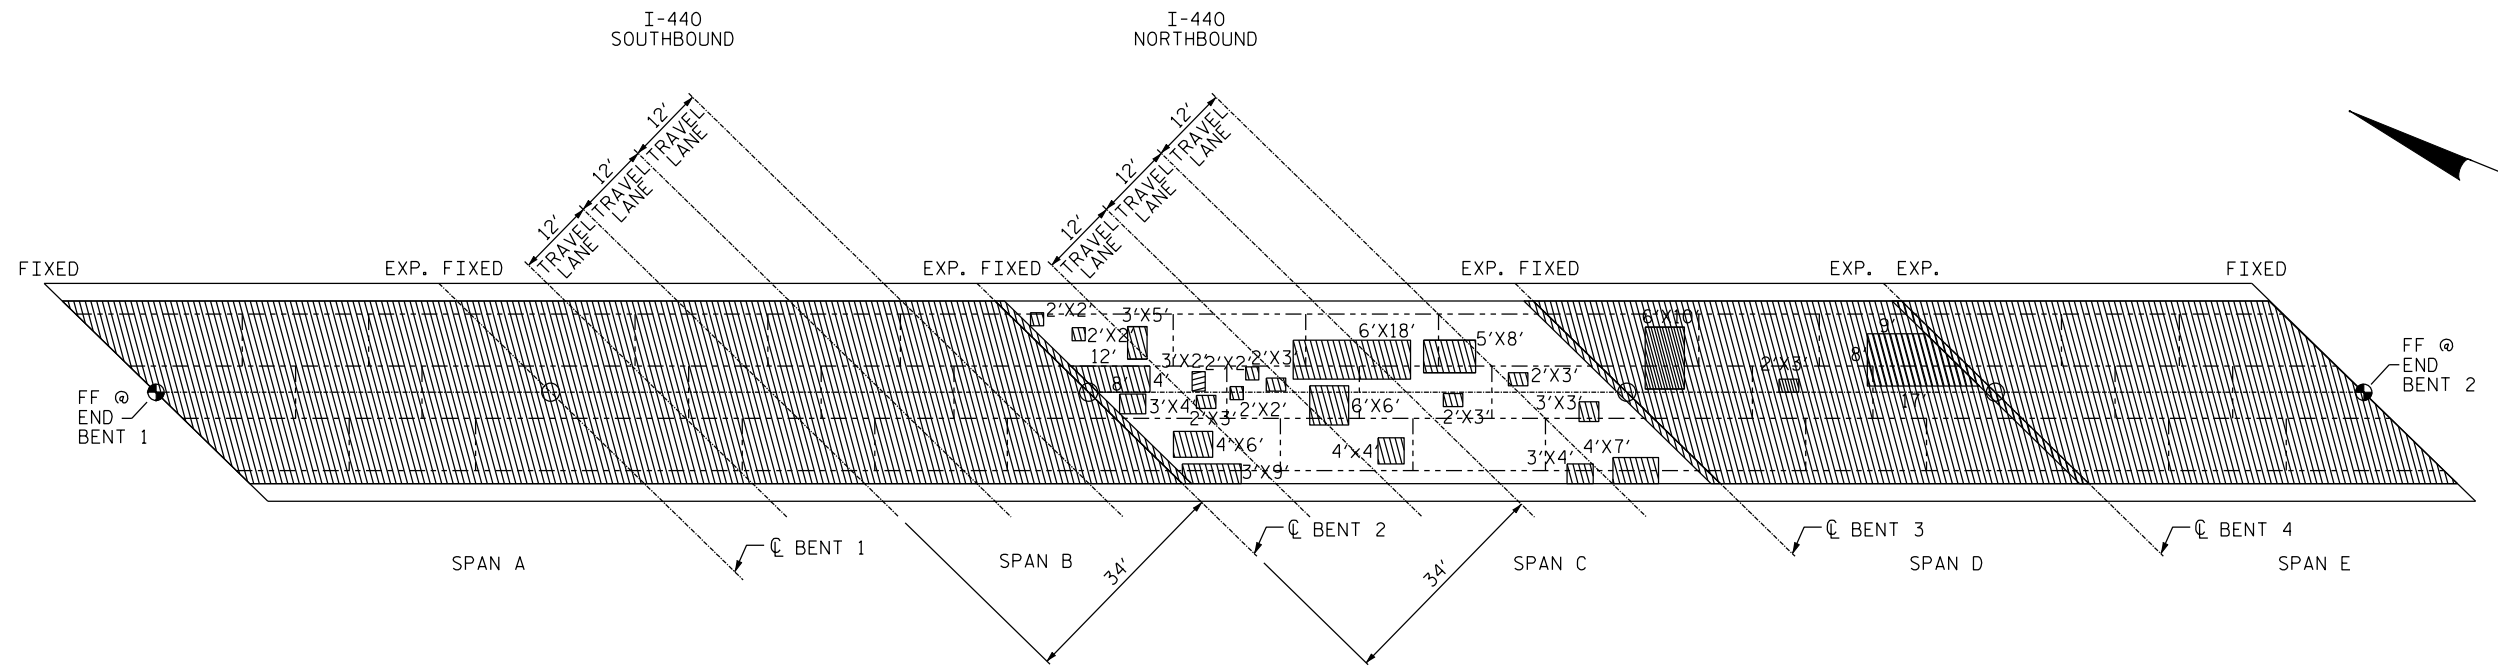 I-440
SOUTHBOUND
I-440
NORTHBOUND
12'
TRAVEL
LANE
12'
TRAVEL
LANE
12'
TRAVEL
LANE
12'
TRAVEL
LANE
12'
TRAVEL
LANE
12'
TRAVEL
LANE
FIXED
EXP. FIXED
EXP. FIXED
EXP. FIXED
EXP. EXP.
FIXED
2'X2'
3'X5'
2'X2'
12'
4'
8'
3'X4'
3'X2'
2'X2'
2'X3'
2'X3'
2'X2'
4'X6'
3'X9'
6'X18'
5'X8'
6'X6'
4'X4'
2'X3'
2'X3'
3'X3'
3'X4'
4'X7'
6'X10'
2'X3'
9'
8'
17'
FF @
END
BENT 1
FF @
END
BENT 2
℄ BENT 1
℄ BENT 2
℄ BENT 3
℄ BENT 4
SPAN A
SPAN B
SPAN C
SPAN D
SPAN E
34'
34'